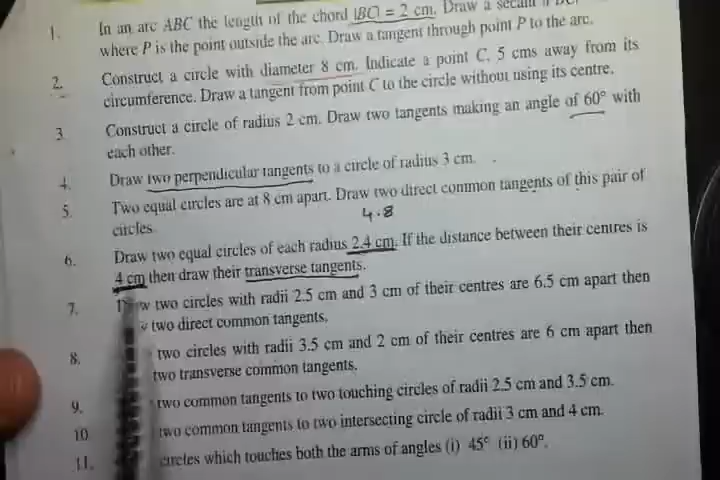 1. In an arc ABC the length of the chord |BC| = 2 cm. Draw a secant
where P is the point outside the arc. Draw a tangent through point P to the arc.
2. Construct a circle with diameter 8 cm. Indicate a point C, 5 cms away from its
circumference. Draw a tangent from point C to the circle without using its centre.
3. Construct a circle of radius 2 cm. Draw two tangents making an angle of 60° with
each other.
4. Draw two perpendicular tangents to a circle of radius 3 cm.
5. Two equal circles are at 8 cm apart. Draw two direct common tangents of this pair of
circles.
4.8
6. Draw two equal circles of each radius 2.4 cm. If the distance between their centres is
4 cm then draw their transverse tangents.
7. Draw two circles with radii 2.5 cm and 3 cm of their centres are 6.5 cm apart then
two direct common tangents.
8. two circles with radii 3.5 cm and 2 cm of their centres are 6 cm apart then
two transverse common tangents.
9. two common tangents to two touching circles of radii 2.5 cm and 3.5 cm.
10. two common tangents to two intersecting circle of radii 3 cm and 4 cm.
11. circles which touches both the arms of angles (i) 45° (ii) 60°.